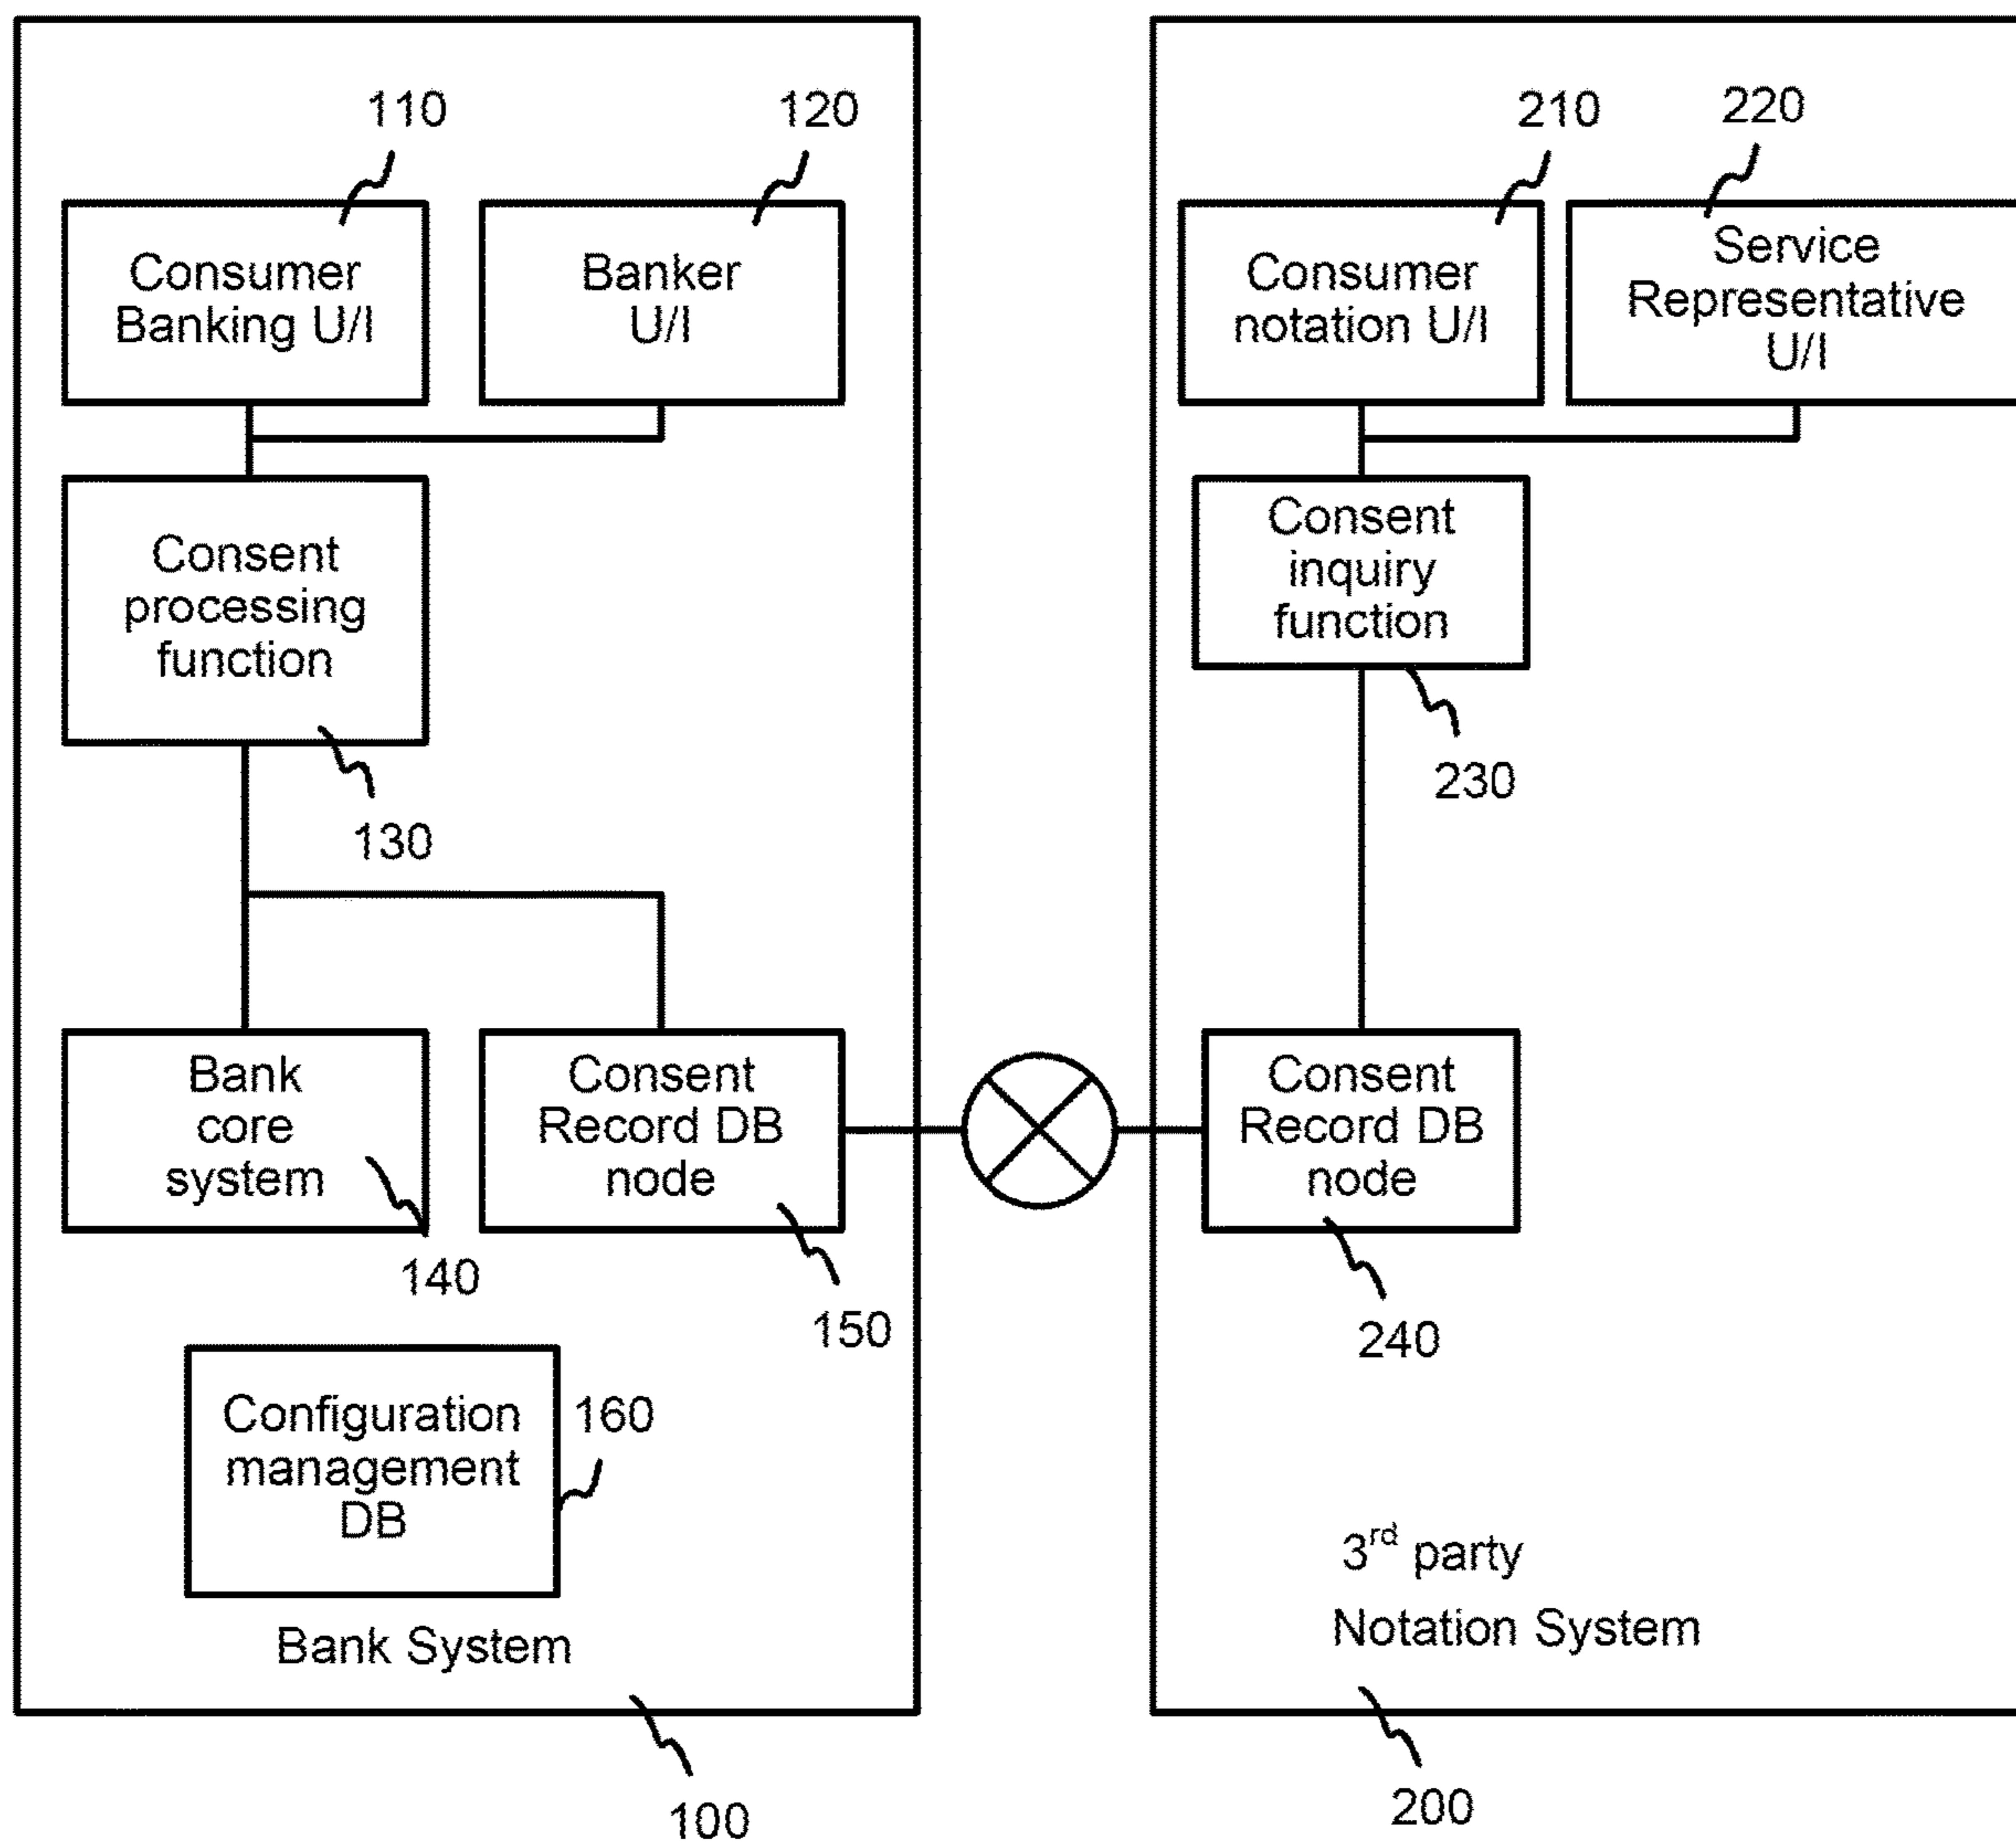 110
120
Consumer
Banking U/I
Banker
U/I
Consent
processing
function
130
Bank
core
system
140
Consent
Record DB
node
150
Configuration
management
DB
160
Bank System
100
210
220
Consumer
notation U/I
Service
Representative
U/I
Consent
inquiry
function
230
Consent
Record DB
node
240
3rd party
Notation System
200